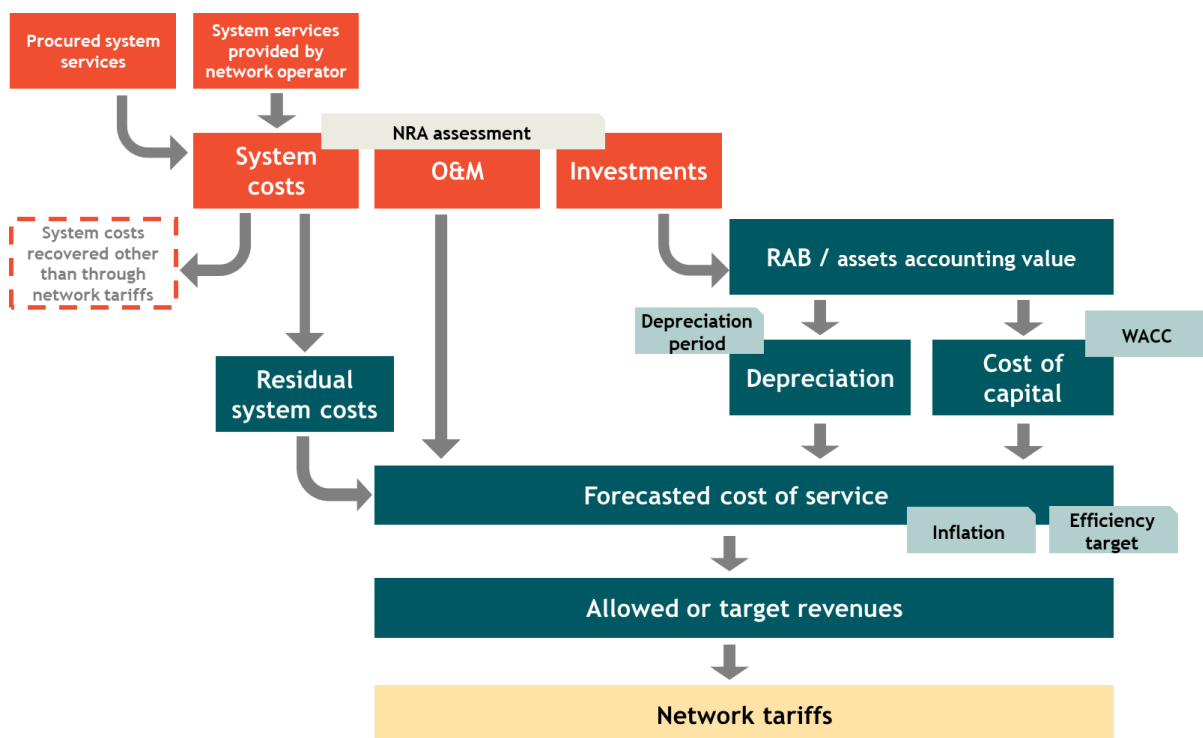 Procured system
services
System services
provided by
network operator
NRA assessment
System
costs
O&M
Investments
System costs
recovered other
than through
network tariffs
RAB / assets accounting value
Depreciation
period
WACC
Residual
system costs
Depreciation
Cost of
capital
Forecasted cost of service
Inflation
Efficiency
target
Allowed or target revenues
Network tariffs